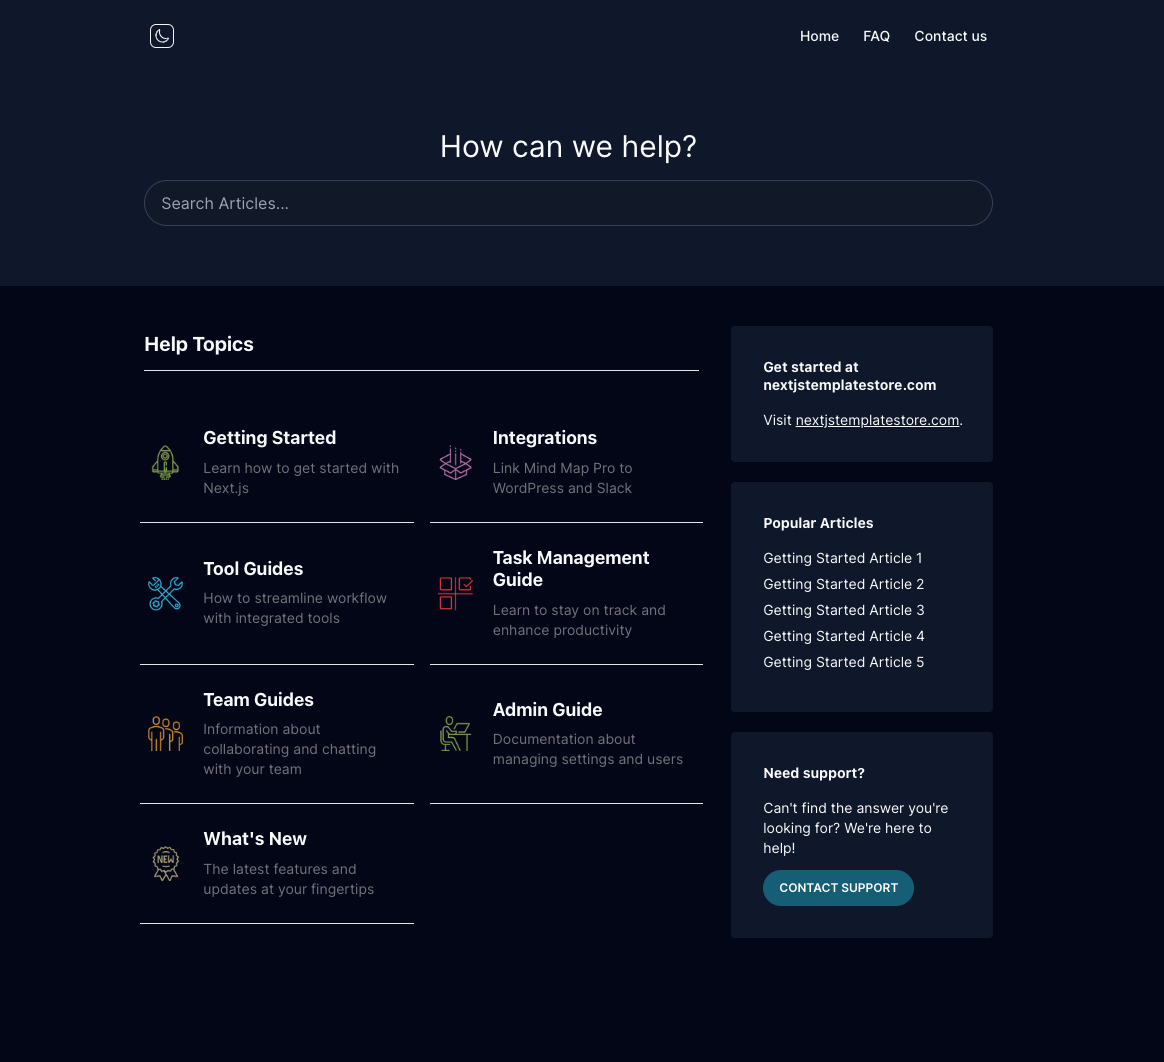 Home FAQ Contact us
How can we help?
Search Articles...
Help Topics
Getting Started
Learn how to get started with
Next.js
Integrations
Link Mind Map Pro to
WordPress and Slack
Tool Guides
How to streamline workflow
with integrated tools
Task Management
Guide
Learn to stay on track and
enhance productivity
Team Guides
Information about
collaborating and chatting
with your team
Admin Guide
Documentation about
managing settings and users
NEW
What's New
The latest features and
updates at your fingertips
Get started at
nextjstemplatestore.com
Visit nextjstemplatestore.com.
Popular Articles
Getting Started Article 1
Getting Started Article 2
Getting Started Article 3
Getting Started Article 4
Getting Started Article 5
Need support?
Can't find the answer you're
looking for? We're here to
help!
CONTACT SUPPORT